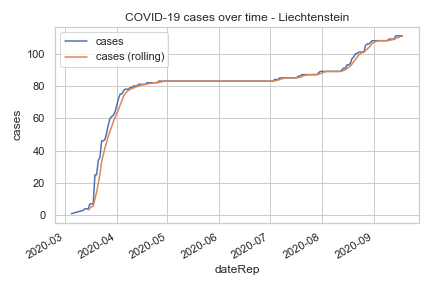 COVID-19 cases over time - Liechtenstein
cases
cases (rolling)
100
80
60
40
20
0
cases
2020-03
2020-04
2020-05
2020-06
2020-07
2020-08
2020-09
dateRep